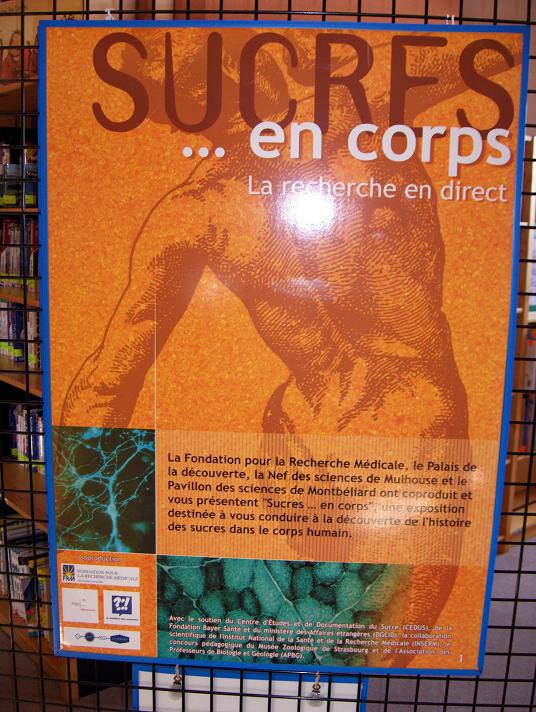 SUCRES
... en corps
La recherche en direct
La Fondation pour la Recherche Médicale, le Palais de
la découverte, la Nef des sciences de Mulhouse et le
Pavillon des sciences de Montbéliard ont coproduit et
vous présentent "Sucres ... en corps", une exposition
destinée à vous conduire à la découverte de l'histoire
des sucres dans le corps humain.
coproduction
FONDATION POUR
LA RECHERCHE MÉDICALE
FRM
Avec le soutien du Centre d'Études et de Documentation du Sucre (CEDUS), de la
Fondation Bayer Santé et du ministère des Affaires étrangères (DGCID), la collaboration
scientifique de l'Institut National de la Santé et de la Recherche Médicale (INSERM), le
concours pédagogique du Musée Zoologique de Strasbourg et de l'Association des
Professeurs de Biologie et Géologie (APBG).
1